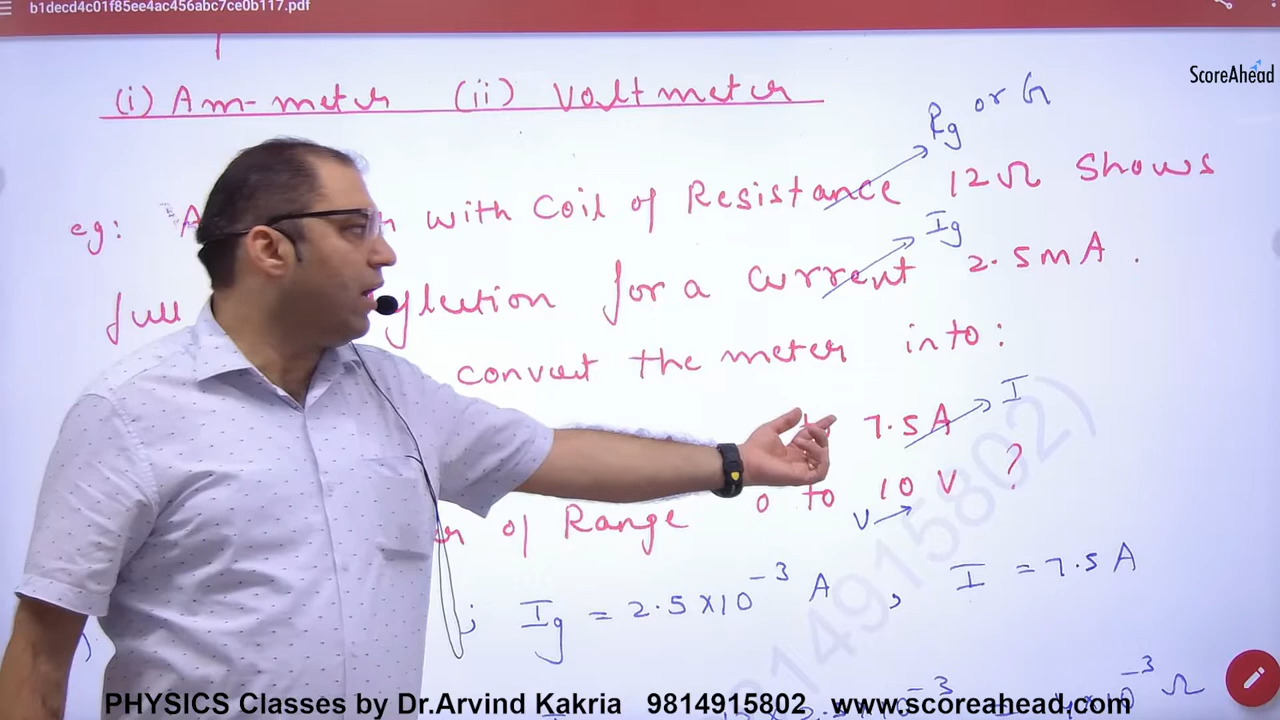 b1decd4c01f85ee4ac456abc7ce0b117.pdf
ScoreAhead
(i) Am-meter (ii) Voltmeter
Rg or G
eg: A with Coil of Resistance 12Ω Shows
Ig
full for a Current 2.5mA.
convert the meter into:
7.5A I
of Range 0 to 10 V ?
V
Ig = 2.5×10⁻³ A , I = 7.5 A
9814915802)
PHYSICS Classes by Dr.Arvind Kakria 9814915802 www.scoreahead.com